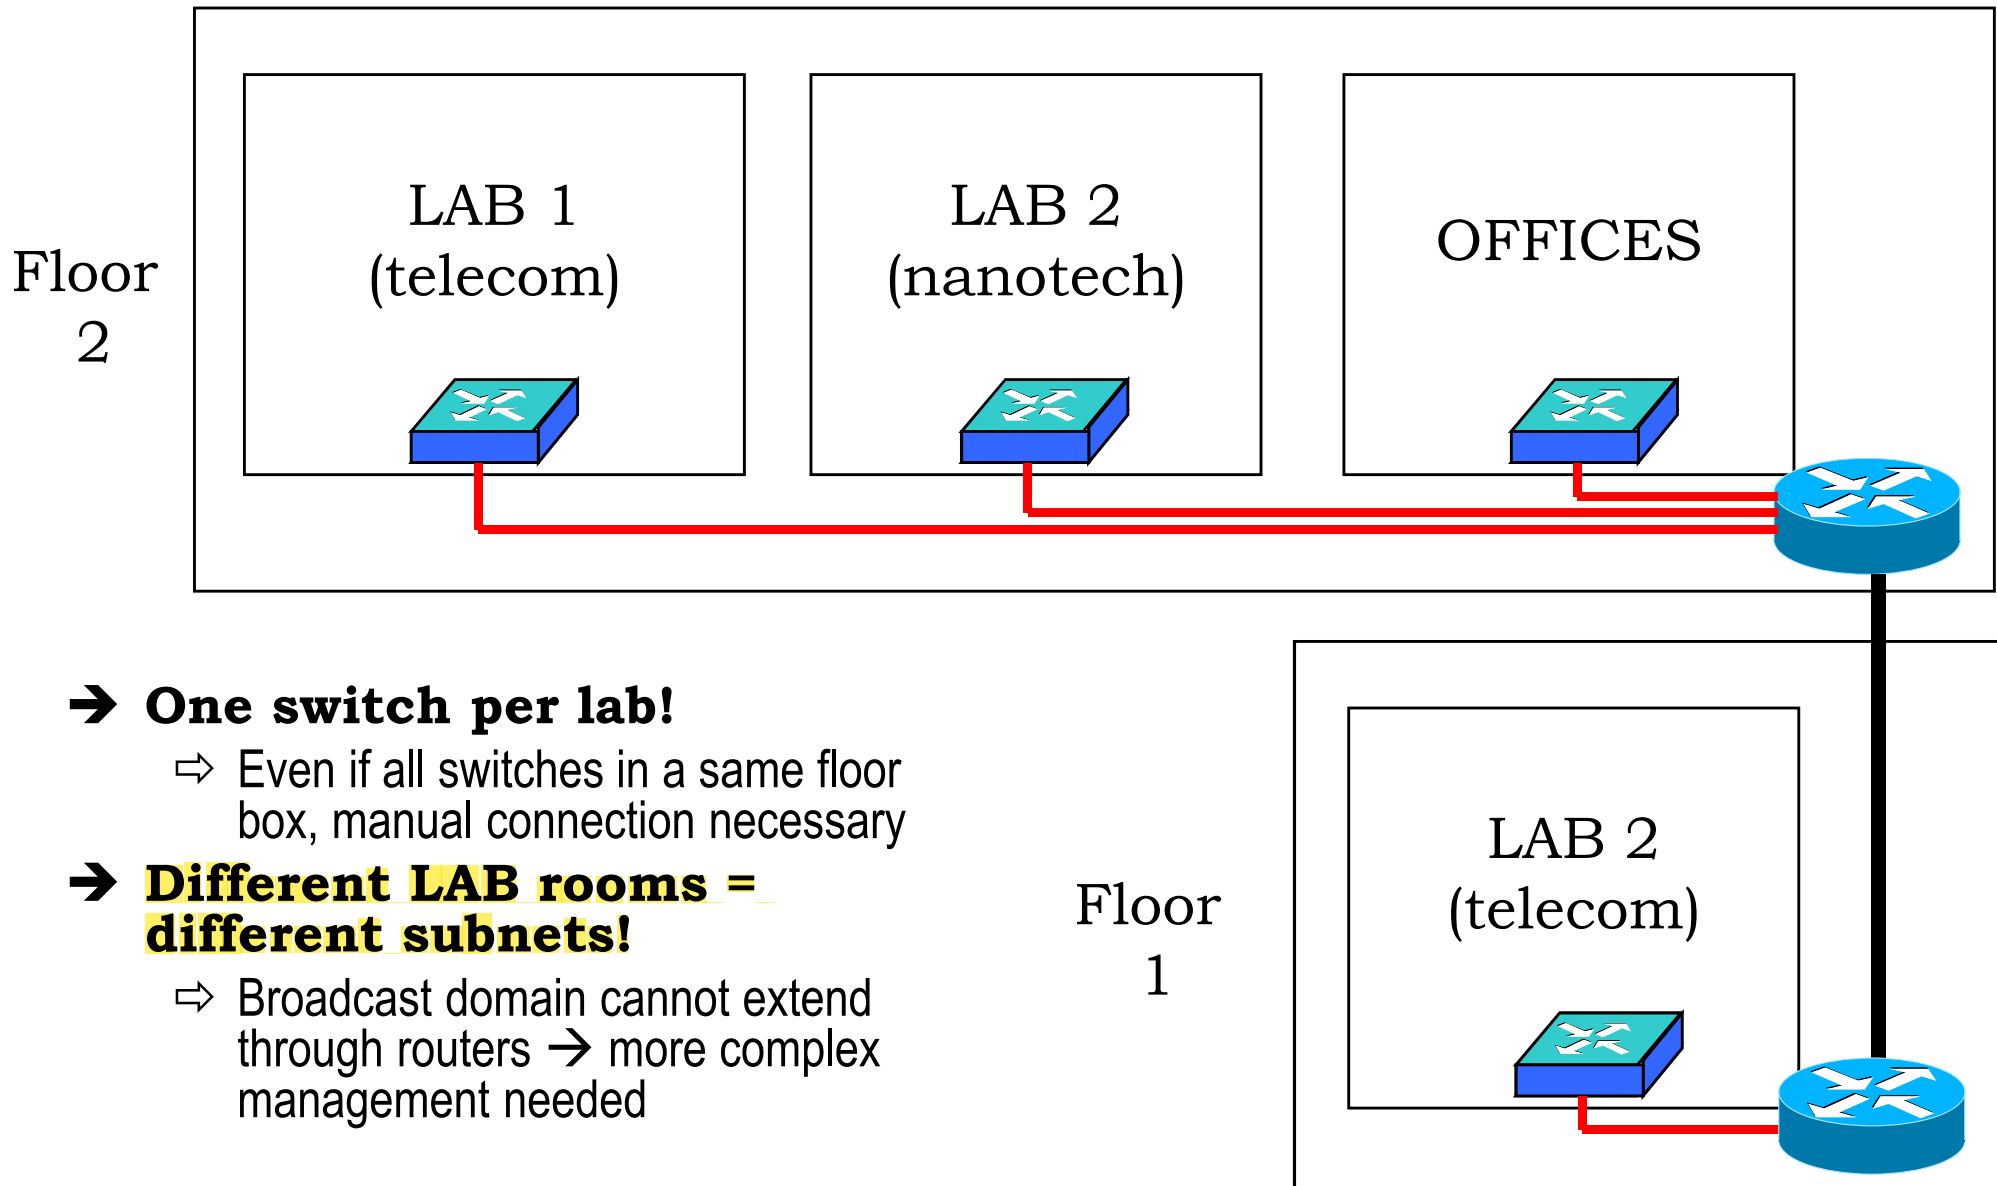 LAB 1
(telecom)
LAB 2
(nanotech)
OFFICES
Floor
2
➔ One switch per lab!
⇨ Even if all switches in a same floor
box, manual connection necessary
➔ Different LAB rooms =
different subnets!
⇨ Broadcast domain cannot extend
through routers ➔ more complex
management needed
Floor
1
LAB 2
(telecom)